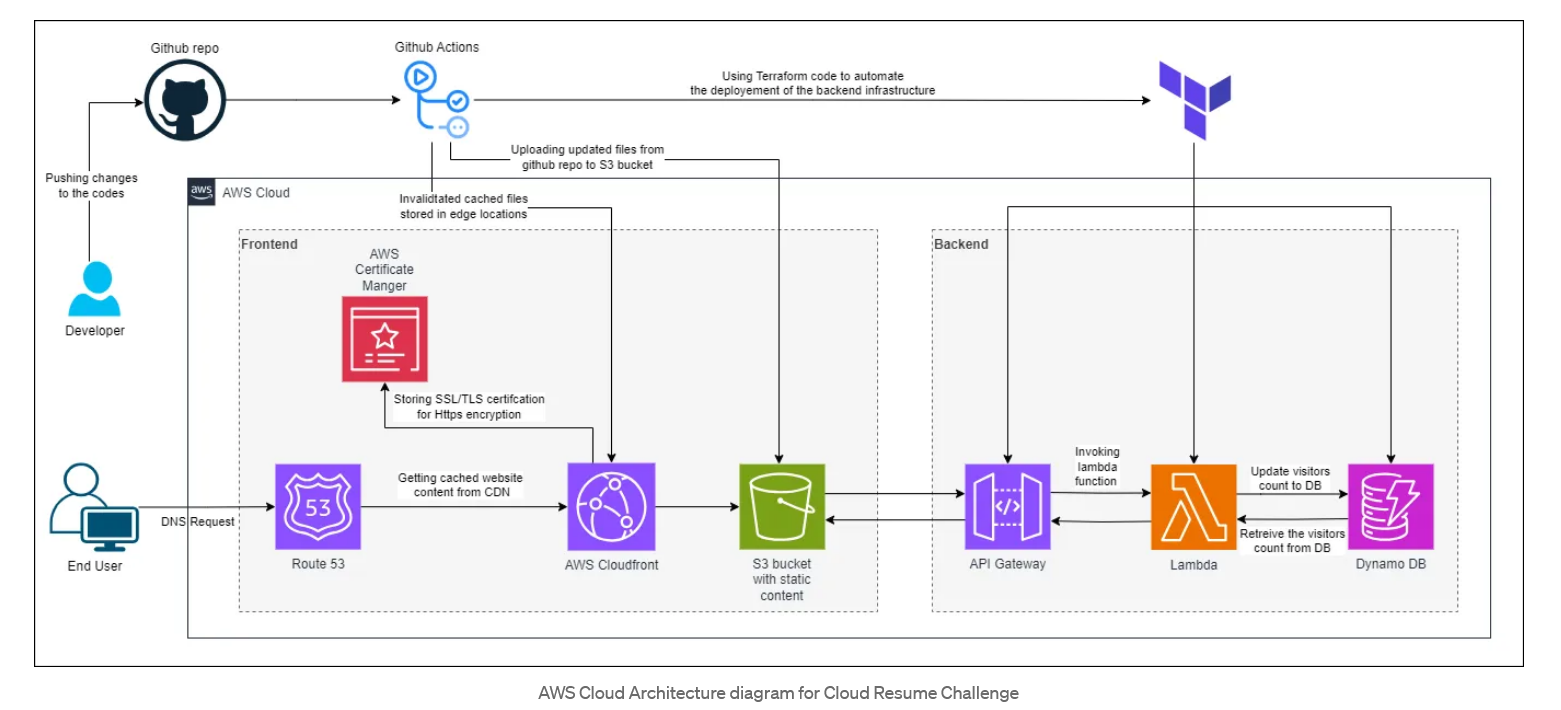 Github repo
Github Actions
Using Terraform code to automate
the deployement of the backend infrastructure
Uploading updated files from
github repo to S3 bucket
Pushing changes
to the codes
aws
AWS Cloud
Invalidtated cached files
stored in edge locations
Frontend
Backend
AWS
Certificate
Manger
Developer
Storing SSL/TLS certifcation
for Https encryption
Getting cached website
content from CDN
Invoking
lambda
function
Update visitors
count to DB
53
DNS Request
Retreive the visitors
count from DB
End User
Route 53
AWS Cloudfront
S3 bucket
with static
content
API Gateway
Lambda
Dynamo DB
AWS Cloud Architecture diagram for Cloud Resume Challenge